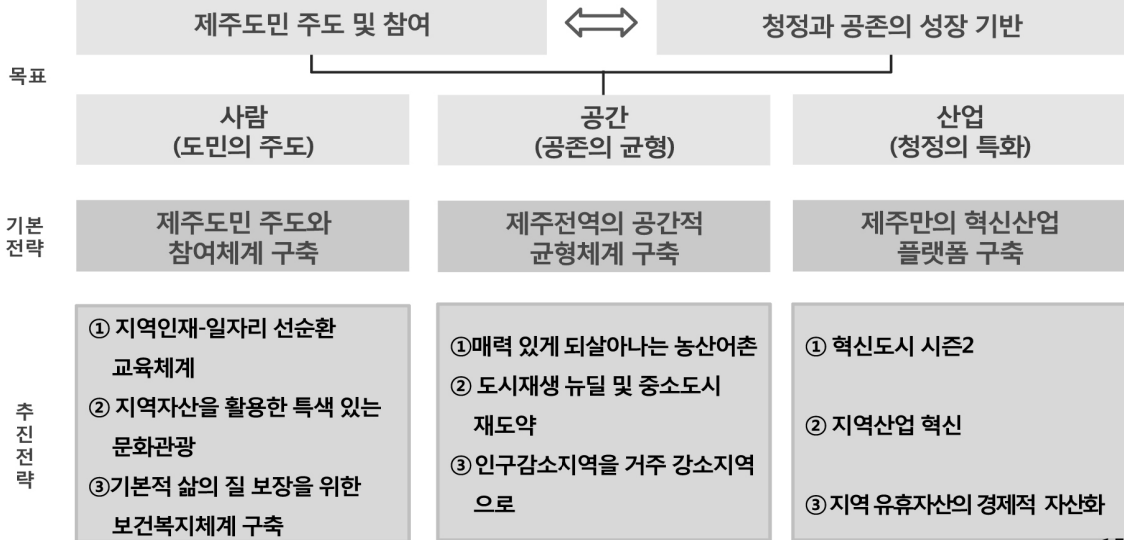 제주도민 주도 및 참여
청정과 공존의 성장 기반
목표
사람
(도민의 주도)
공간
(공존의 균형)
산업
(청정의 특화)
기본
전략
제주도민 주도와
참여체계 구축
제주전역의 공간적
균형체계 구축
제주만의 혁신산업
플랫폼 구축
추
진
전
략
① 지역인재-일자리 선순환
교육체계
② 지역자산을 활용한 특색 있는
문화관광
③기본적 삶의 질 보장을 위한
보건복지체계 구축
①매력 있게 되살아나는 농산어촌
② 도시재생 뉴딜 및 중소도시
재도약
③ 인구감소지역을 거주 강소지역
으로
① 혁신도시 시즌2
② 지역산업 혁신
③ 지역 유휴자산의 경제적 자산화